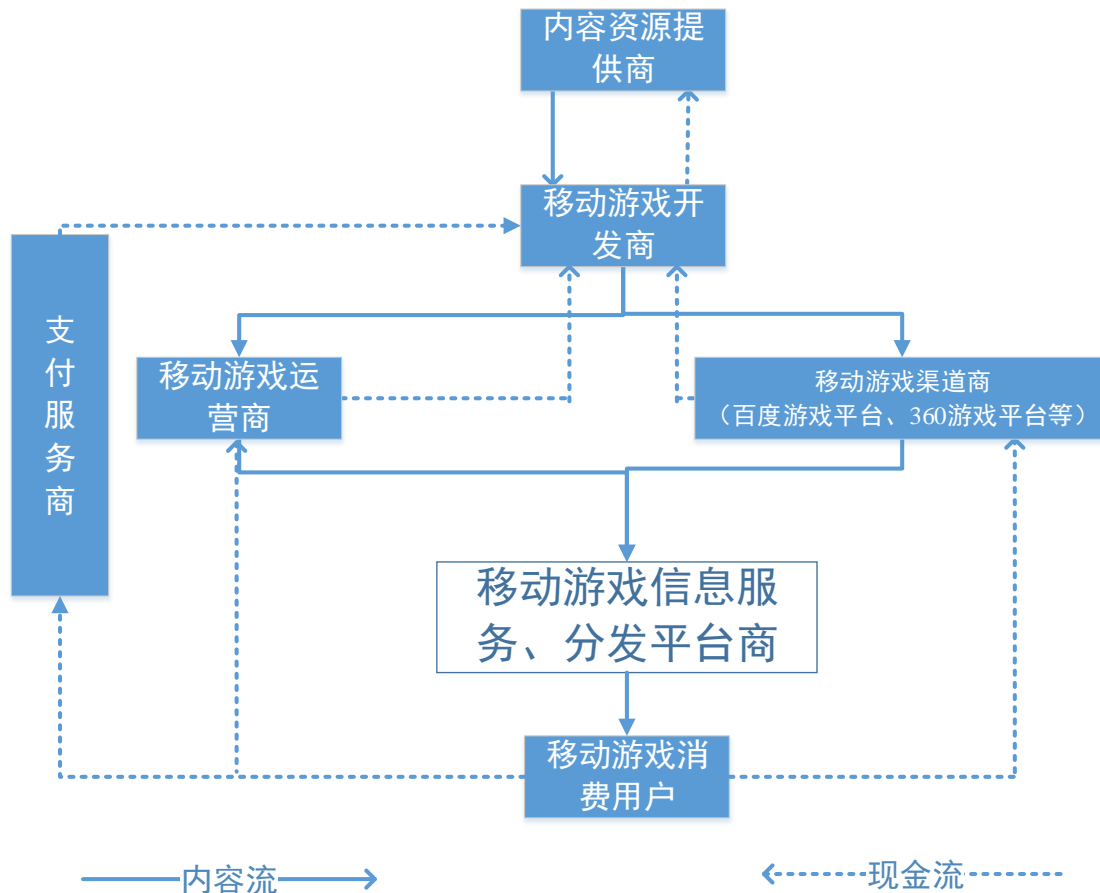 内容资源提
供商
移动游戏开
发商
支
付
服
务
商
移动游戏运
营商
移动游戏渠道商
（百度游戏平台、360游戏平台等）
移动游戏信息服
务、分发平台商
移动游戏消
费用户
内容流
现金流